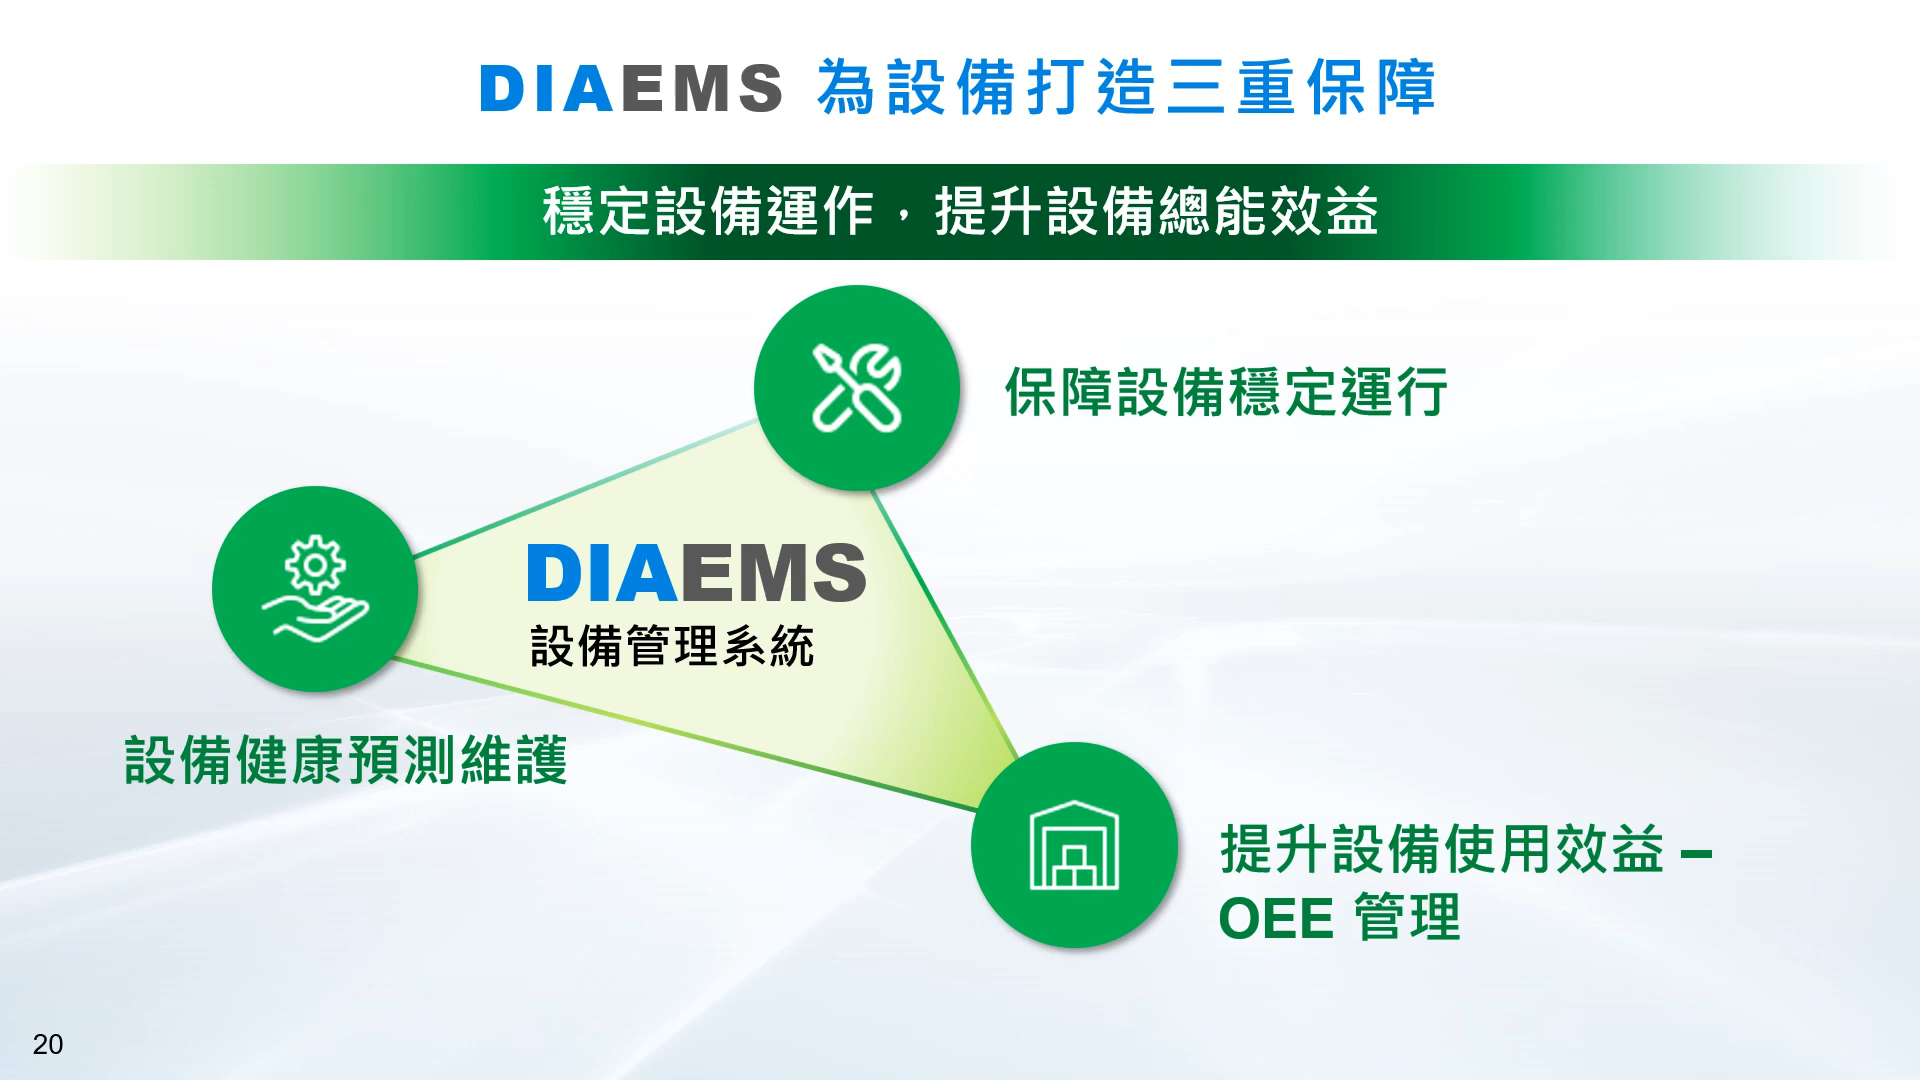 DIAEMS 為設備打造三重保障
穩定設備運作，提升設備總能效益
保障設備穩定運行
DIAEMS
設備管理系統
設備健康預測維護
提升設備使用效益 –
OEE 管理
20